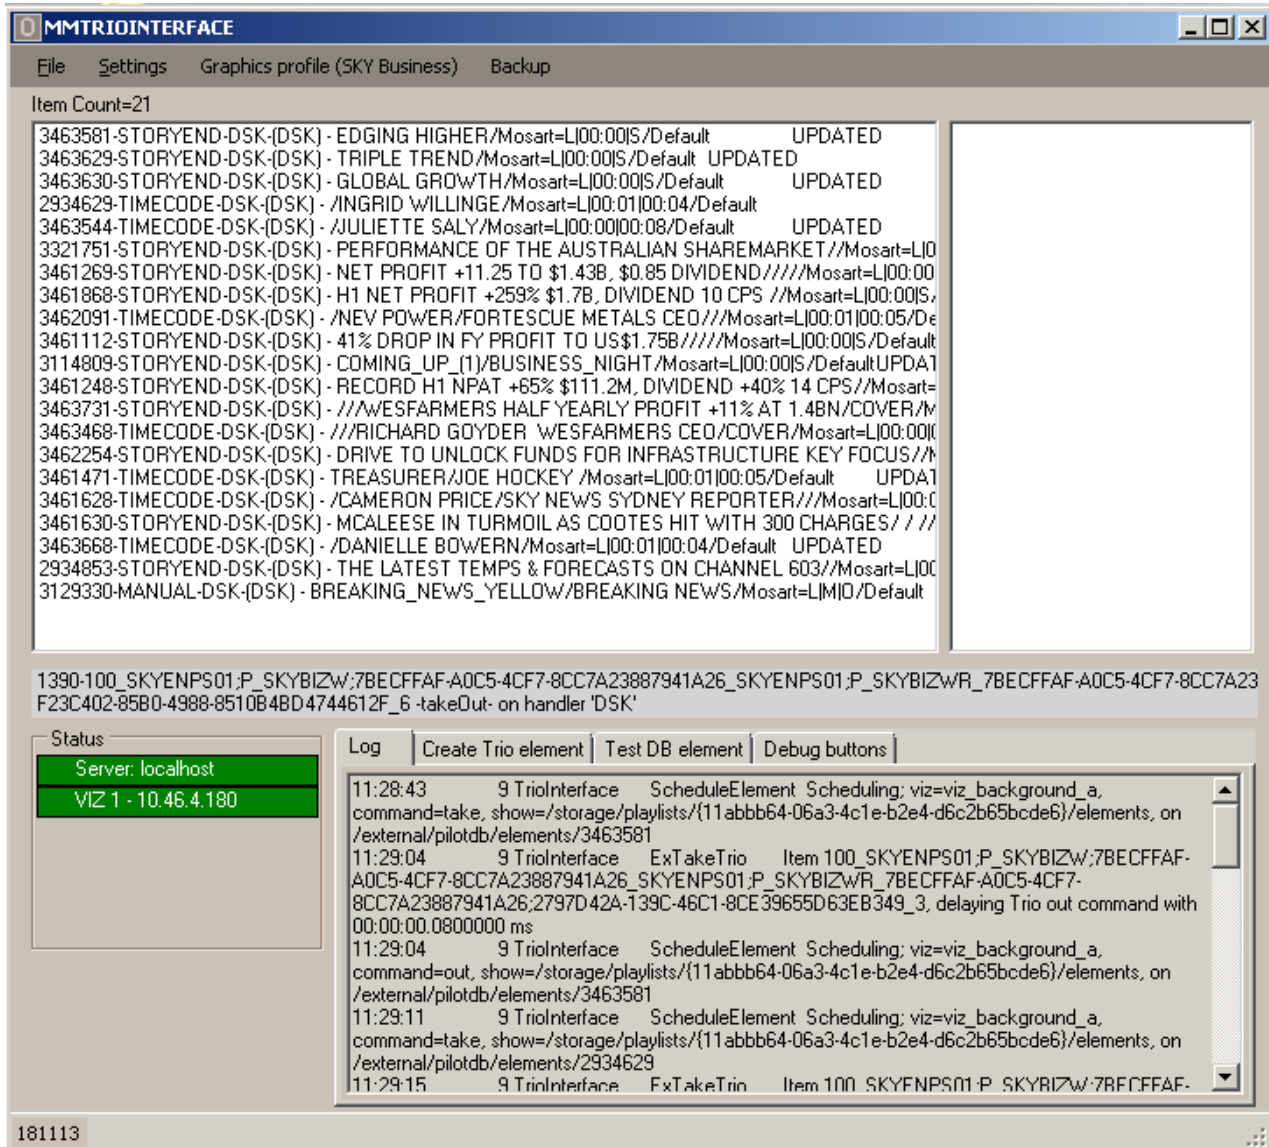 MMTRIOINTERFACE
File Settings Graphics profile (SKY Business) Backup
Item Count=21
3463581-STORYEND-DSK-(DSK) - EDGING HIGHER/Mosart=L|00:00|S/Default UPDATED
3463629-STORYEND-DSK-(DSK) - TRIPLE TREND/Mosart=L|00:00|S/Default UPDATED
3463630-STORYEND-DSK-(DSK) - GLOBAL GROWTH/Mosart=L|00:00|S/Default UPDATED
2934629-TIMECODE-DSK-(DSK) - /INGRID WILLINGE/Mosart=L|00:01|00:04/Default
3463544-TIMECODE-DSK-(DSK) - /JULIETTE SALY/Mosart=L|00:00|00:08/Default UPDATED
3321751-STORYEND-DSK-(DSK) - PERFORMANCE OF THE AUSTRALIAN SHAREMARKET//Mosart=L|0
3461269-STORYEND-DSK-(DSK) - NET PROFIT +11.25 TO $1.43B, $0.85 DIVIDEND/////Mosart=L|00:00
3461868-STORYEND-DSK-(DSK) - H1 NET PROFIT +259% $1.7B, DIVIDEND 10 CPS //Mosart=L|00:00|S/
3462091-TIMECODE-DSK-(DSK) - /NEV POWER/FORTESCUE METALS CEO///Mosart=L|00:01|00:05/De
3461112-STORYEND-DSK-(DSK) - 41% DROP IN FY PROFIT TO US$1.75B/////Mosart=L|00:00|S/Default
3114809-STORYEND-DSK-(DSK) - COMING_UP_(1)/BUSINESS_NIGHT/Mosart=L|00:00|S/DefaultUPDAT
3461248-STORYEND-DSK-(DSK) - RECORD H1 NPAT +65% $111.2M, DIVIDEND +40% 14 CPS//Mosart=
3463731-STORYEND-DSK-(DSK) - ///WESFARMERS HALF YEARLY PROFIT +11% AT 1.4BN/COVER/M
3463468-TIMECODE-DSK-(DSK) - ///RICHARD GOYDER  WESFARMERS CEO/COVER/Mosart=L|00:00|0
3462254-STORYEND-DSK-(DSK) - DRIVE TO UNLOCK FUNDS FOR INFRASTRUCTURE KEY FOCUS//M
3461471-TIMECODE-DSK-(DSK) - TREASURER/JOE HOCKEY /Mosart=L|00:01|00:05/Default UPDAT
3461628-TIMECODE-DSK-(DSK) - /CAMERON PRICE/SKY NEWS SYDNEY REPORTER///Mosart=L|00:0
3461630-STORYEND-DSK-(DSK) - MCALEESE IN TURMOIL AS COOTES HIT WITH 300 CHARGES/ / //
3463668-TIMECODE-DSK-(DSK) - /DANIELLE BOWERN/Mosart=L|00:01|00:04/Default UPDATED
2934853-STORYEND-DSK-(DSK) - THE LATEST TEMPS & FORECASTS ON CHANNEL 603//Mosart=L|00
3129330-MANUAL-DSK-(DSK) - BREAKING_NEWS_YELLOW/BREAKING NEWS/Mosart=L|M|O/Default
1390-100_SKYENPS01;P_SKYBIZW;7BECFFAF-A0C5-4CF7-8CC7A23887941A26_SKYENPS01;P_SKYBIZWR_7BECFFAF-A0C5-4CF7-8CC7A23
F23C402-85B0-4988-8510B4BD4744612F_6 -takeOut- on handler 'DSK'
Status
Server: localhost
VIZ 1 - 10.46.4.180
Log Create Trio element Test DB element Debug buttons
11:28:43 9 TrioInterface ScheduleElement Scheduling; viz=viz_background_a,
command=take, show=/storage/playlists/{11abbb64-06a3-4c1e-b2e4-d6c2b65bcde6}/elements, on
/external/pilotdb/elements/3463581
11:29:04 9 TrioInterface ExTakeTrio Item 100_SKYENPS01;P_SKYBIZW;7BECFFAF-
A0C5-4CF7-8CC7A23887941A26_SKYENPS01;P_SKYBIZWR_7BECFFAF-A0C5-4CF7-
8CC7A23887941A26;2797D42A-139C-46C1-8CE39655D63EB349_3, delaying Trio out command with
00:00:00.0800000 ms
11:29:04 9 TrioInterface ScheduleElement Scheduling; viz=viz_background_a,
command=out, show=/storage/playlists/{11abbb64-06a3-4c1e-b2e4-d6c2b65bcde6}/elements, on
/external/pilotdb/elements/3463581
11:29:11 9 TrioInterface ScheduleElement Scheduling; viz=viz_background_a,
command=take, show=/storage/playlists/{11abbb64-06a3-4c1e-b2e4-d6c2b65bcde6}/elements, on
/external/pilotdb/elements/2934629
11:29:15 9 TrioInterface ExTakeTrio Item 100_SKYENPS01;P_SKYBIZW;7BECFFAF-
181113